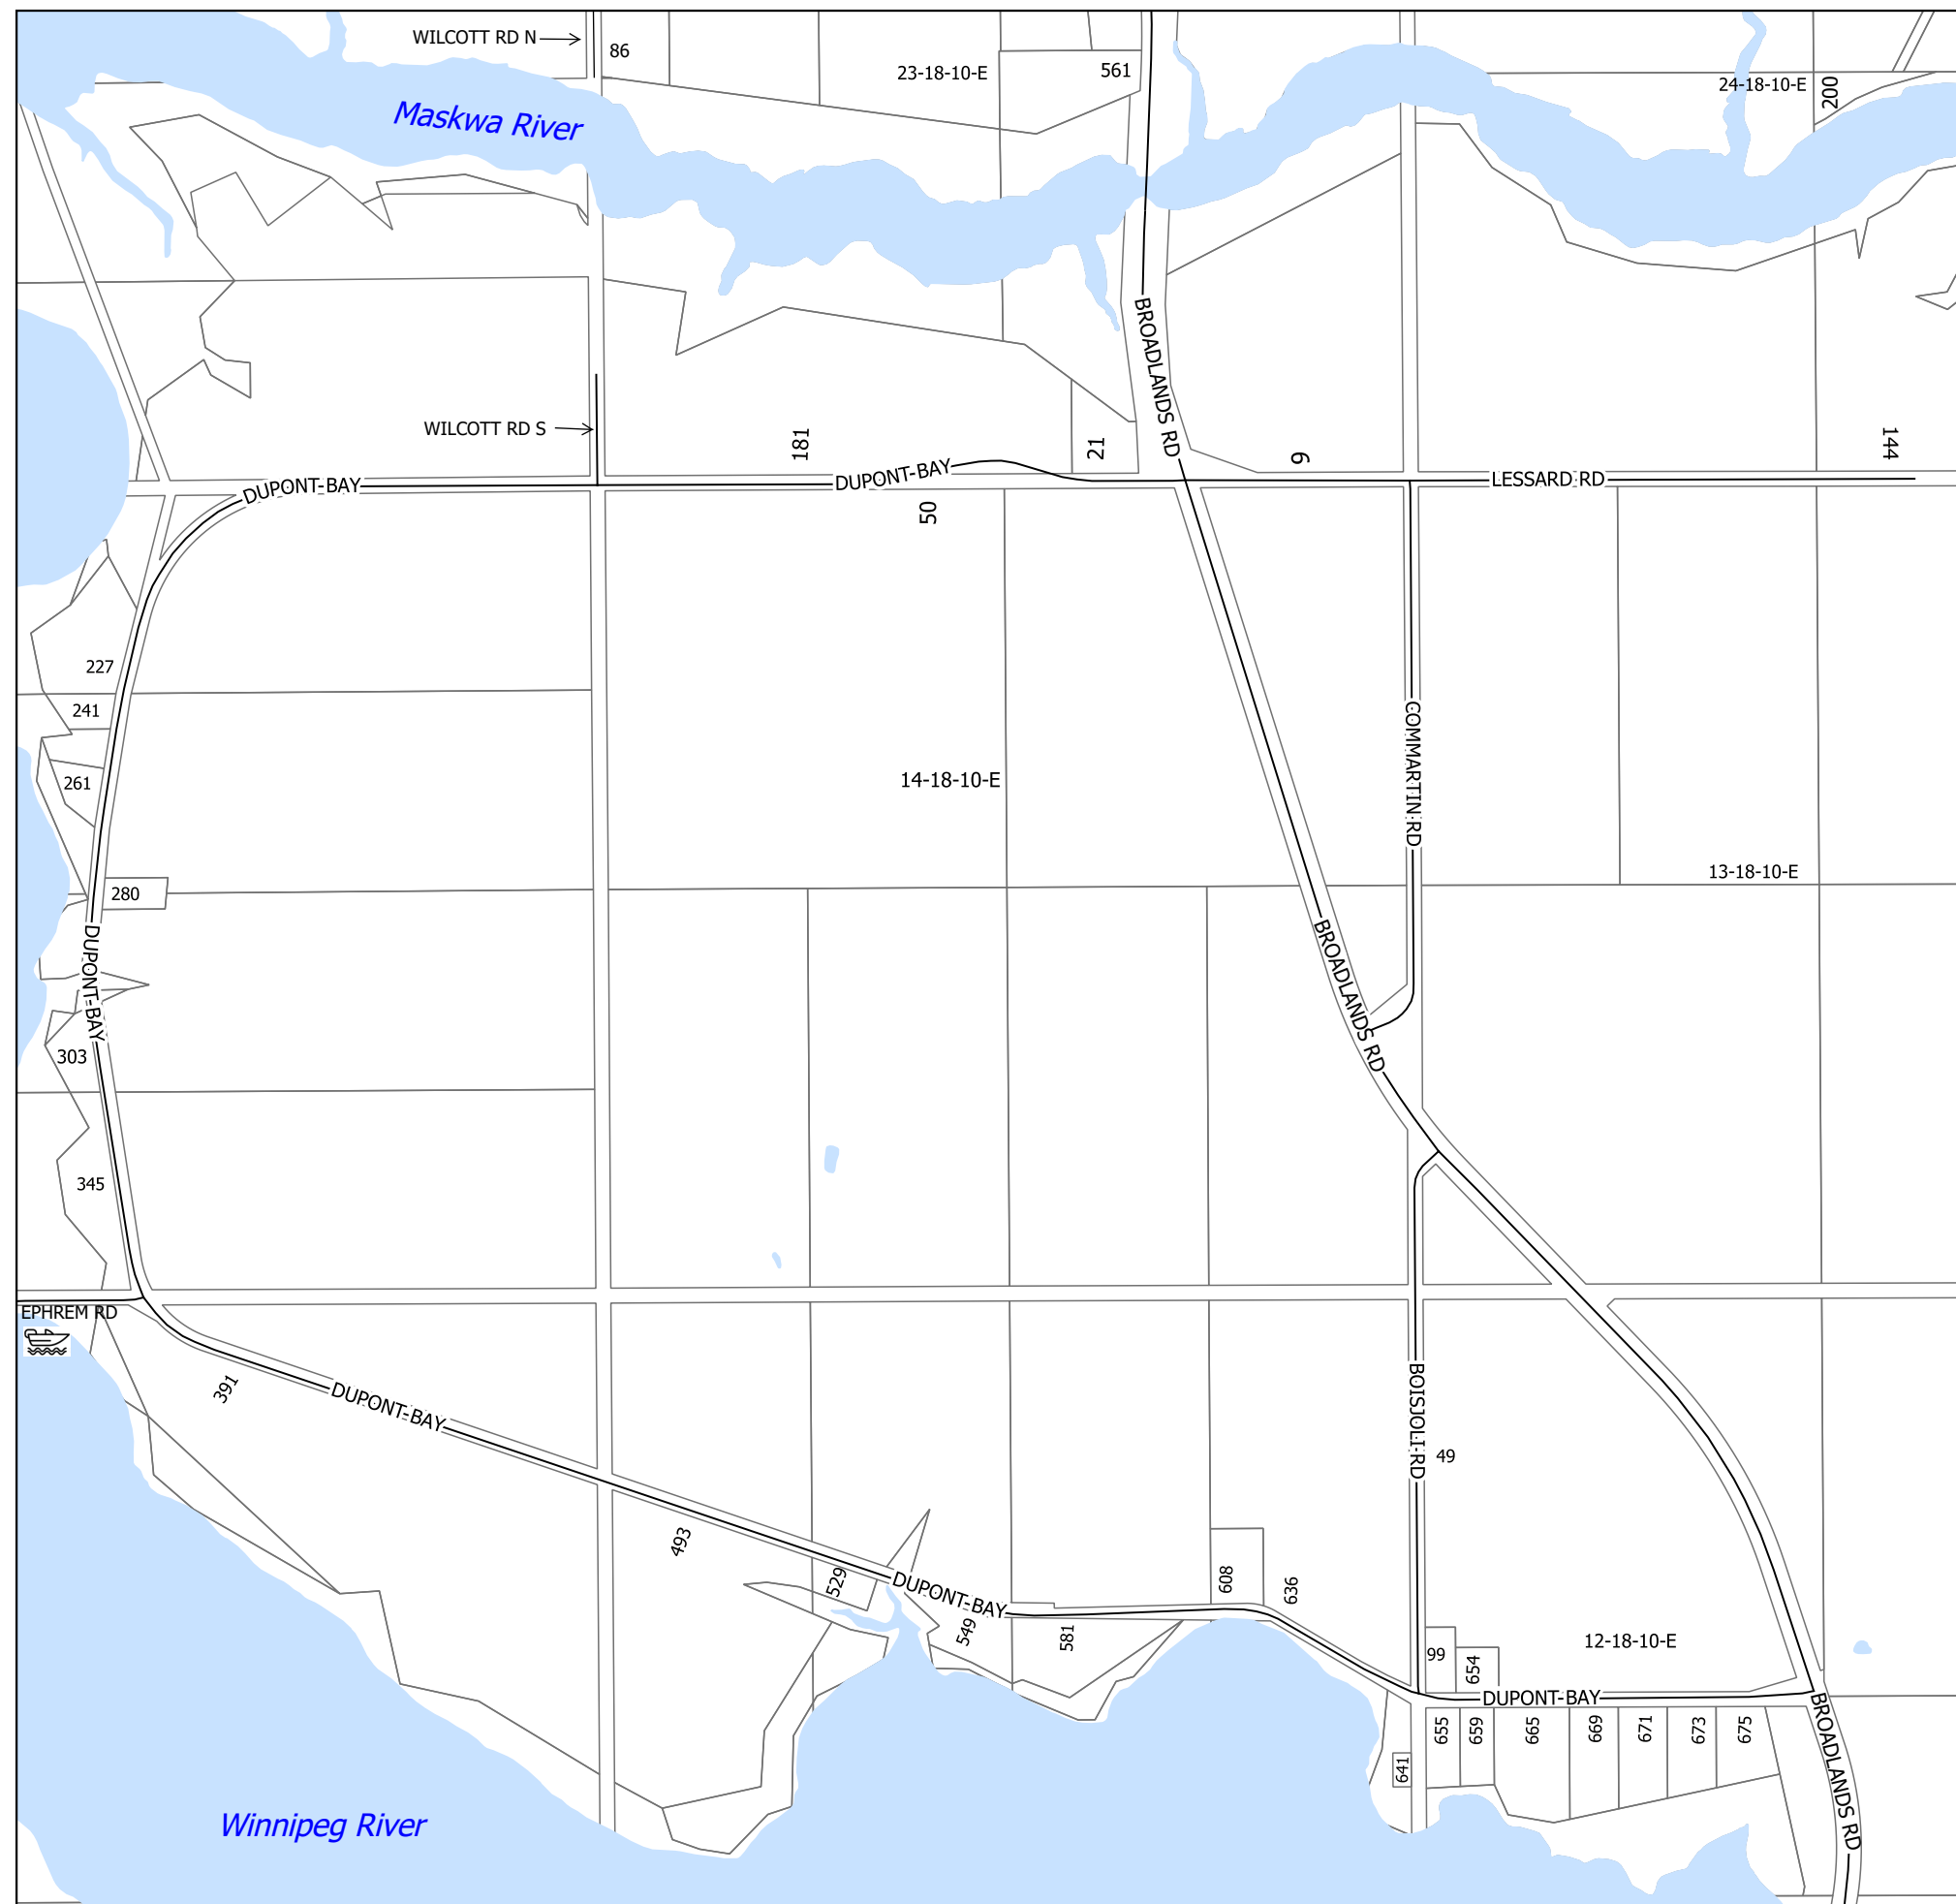 WILCOTT RD N
86
23-18-10-E
561
24-18-10-E
200
Maskwa River
BROADLANDS RD
WILCOTT RD S
181
21
6
144
DUPONT-BAY
DUPONT-BAY
LESSARD RD
50
227
241
261
COMMARTIN RD
14-18-10-E
13-18-10-E
280
DUPONT-BAY
BROADLANDS RD
303
345
EPHREM RD
391
DUPONT-BAY
BOISJOLI RD
49
493
529
DUPONT-BAY
549
581
608
636
99
654
12-18-10-E
DUPONT-BAY
655
659
665
669
671
673
675
641
BROADLANDS RD
Winnipeg River